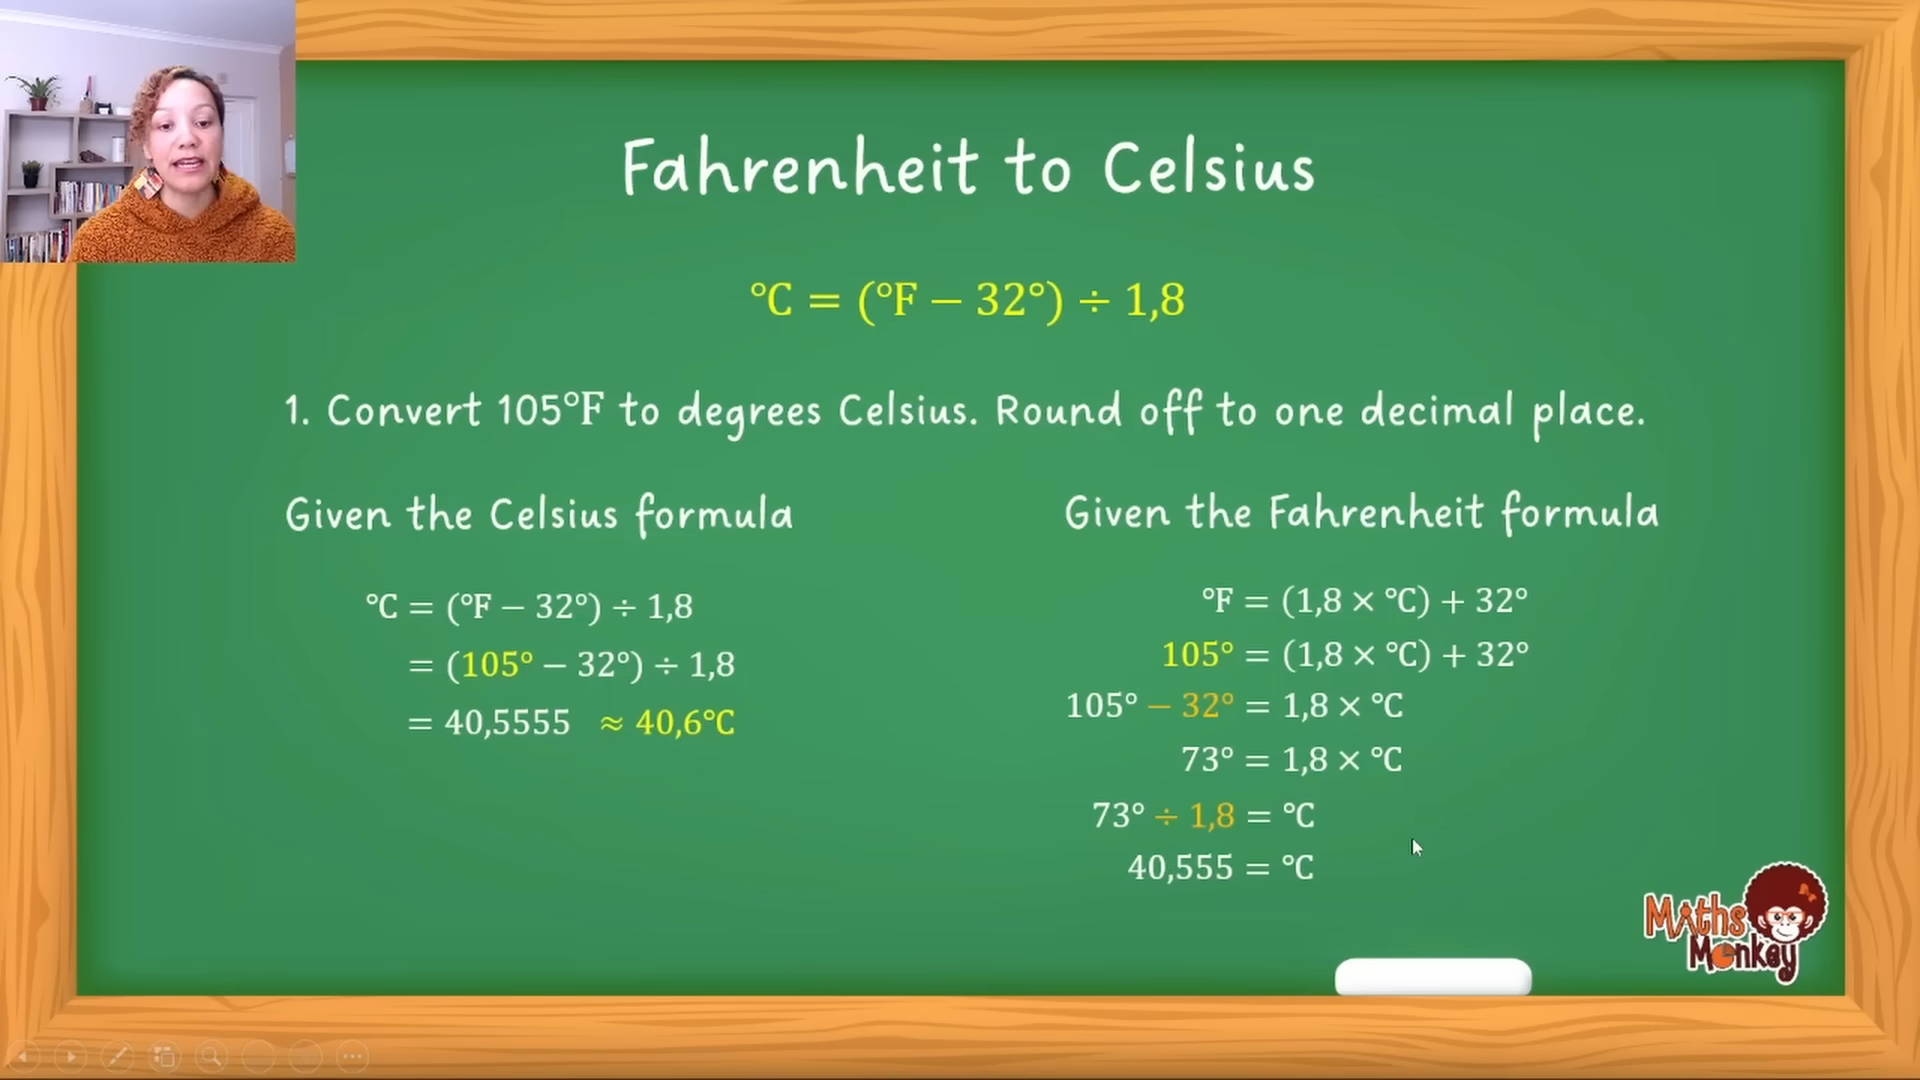 Fahrenheit to Celsius
°C = (°F − 32°) ÷ 1,8
1. Convert 105°F to degrees Celsius. Round off to one decimal place.
Given the Celsius formula
°C = (°F − 32°) ÷ 1,8
= (105° − 32°) ÷ 1,8
= 40,5555 ≈ 40,6°C
Given the Fahrenheit formula
°F = (1,8 × °C) + 32°
105° = (1,8 × °C) + 32°
105° − 32° = 1,8 × °C
73° = 1,8 × °C
73° ÷ 1,8 = °C
40,555 = °C
Maths
Monkey